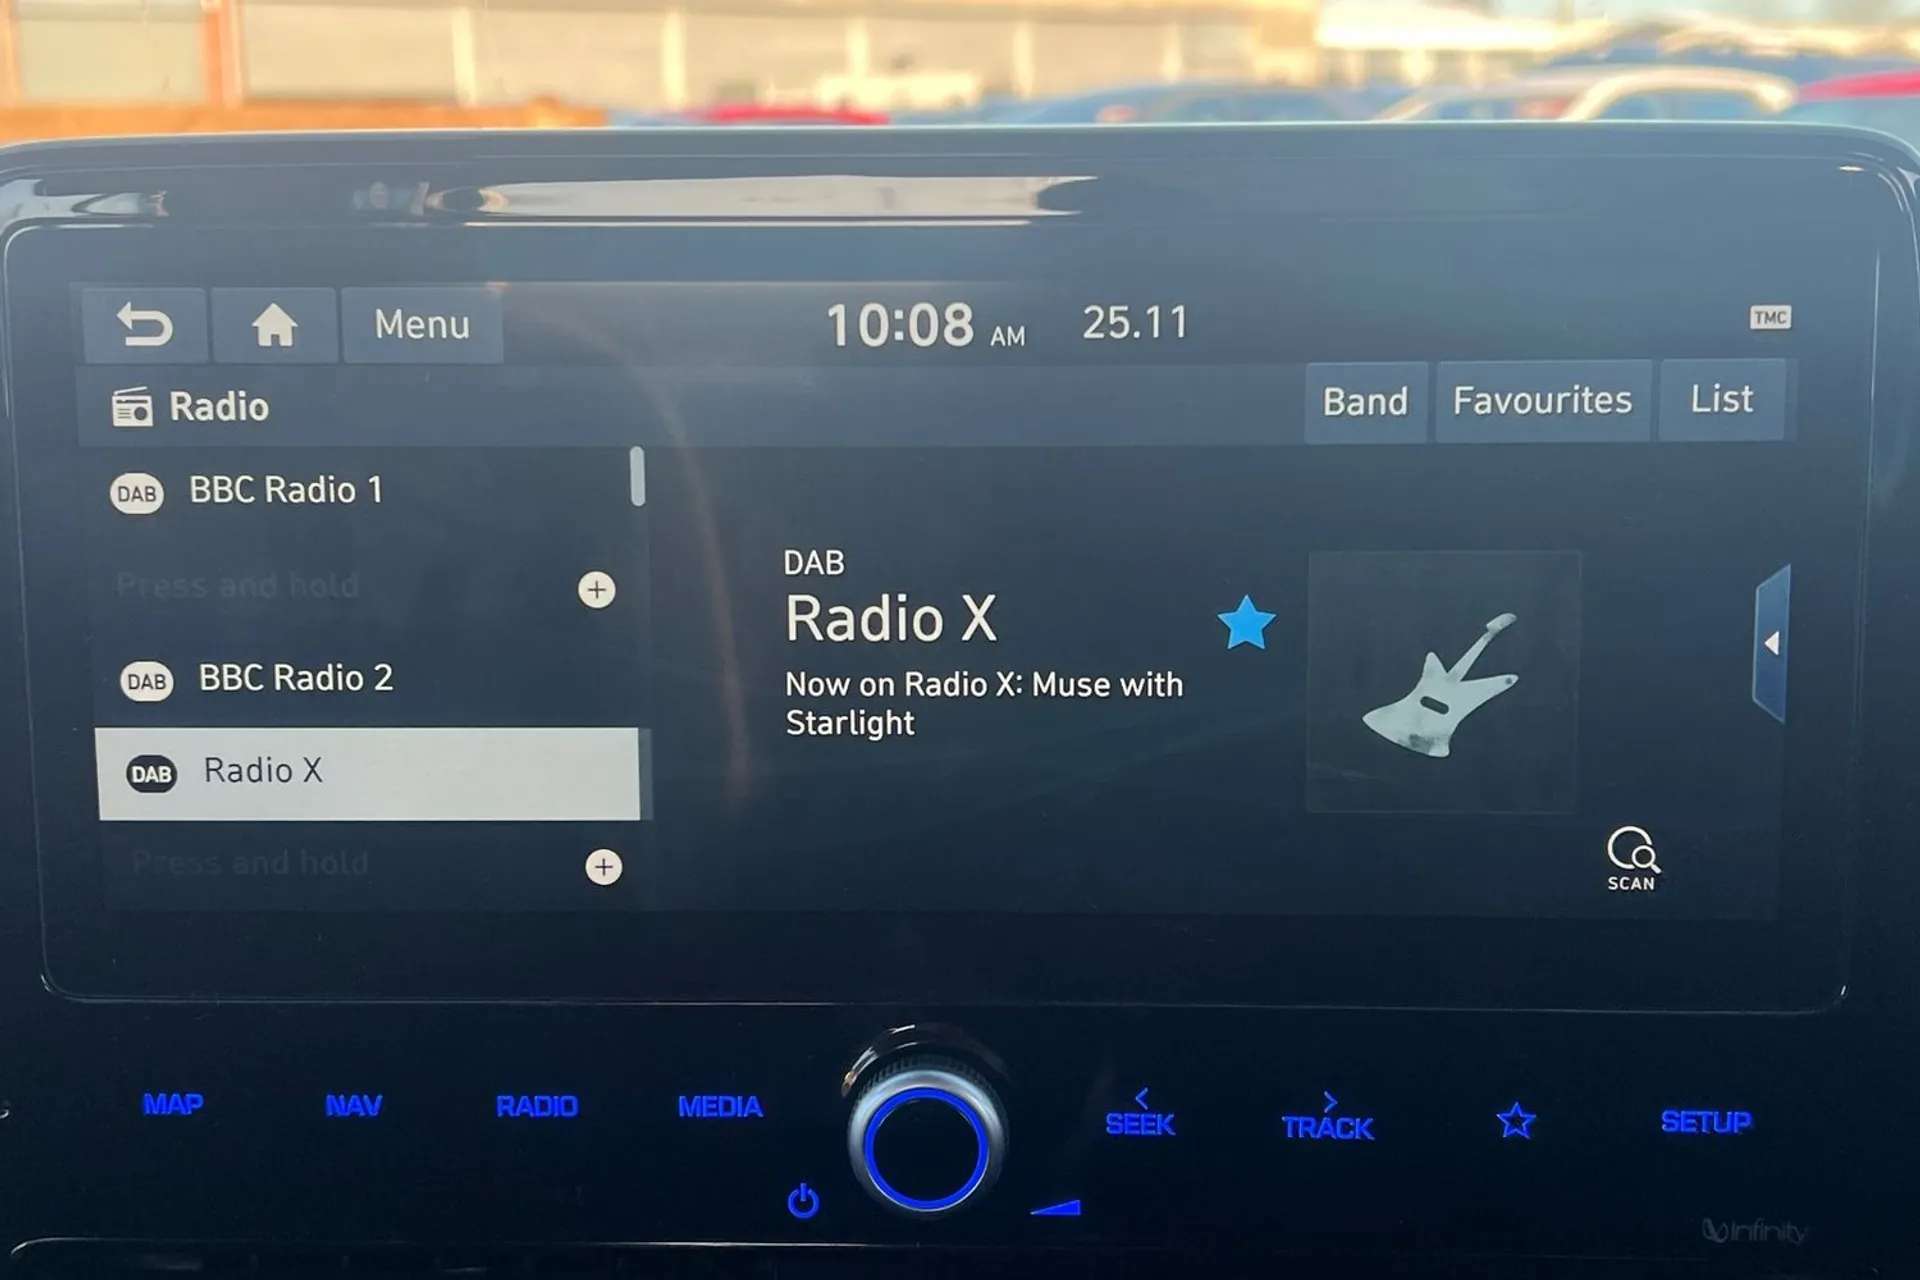 Menu
10:08 AM 25.11
TMC
Radio
Band
Favourites
List
DAB BBC Radio 1
Press and hold
DAB BBC Radio 2
DAB Radio X
Press and hold
DAB
Radio X
Now on Radio X: Muse with
Starlight
SCAN
MAP
NAV
RADIO
MEDIA
SEEK
TRACK
SETUP
infinity